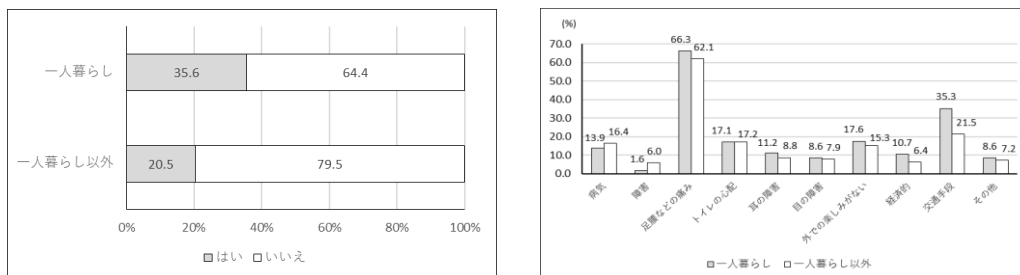 一人暮らし
35.6
64.4
一人暮らし以外
20.5
79.5
0% 20% 40% 60% 80% 100%
はい いいえ
(%)
70.0
60.0
50.0
40.0
30.0
20.0
10.0
0.0
13.9 16.4
1.6 6.0
66.3 62.1
17.1 17.2
11.2 8.8
8.6 7.9
17.6 15.3
10.7 6.4
35.3 21.5
8.6 7.2
病気
障害
足腰などの痛み
トイレの心配
耳の障害
目の障害
外での楽しみがない
経済的
交通手段
その他
一人暮らし 一人暮らし以外